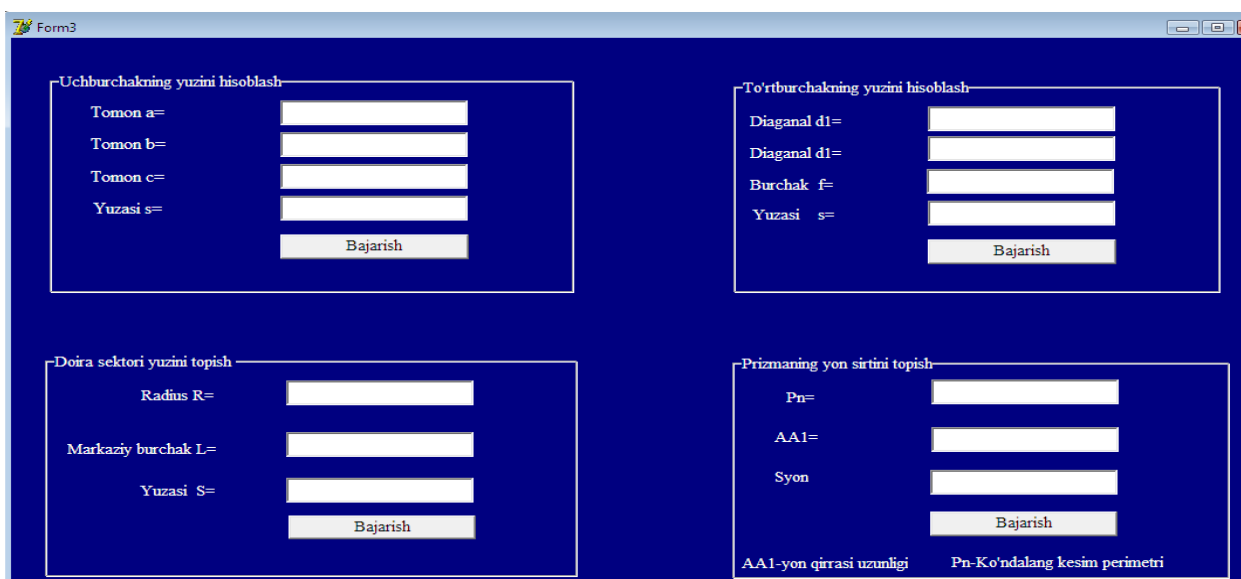 Form3
Uchburchakning yuzini hisoblash
Tomon a=
Tomon b=
Tomon c=
Yuzasi s=
Bajarish
To'rtburchakning yuzini hisoblash
Diaganal d1=
Diaganal d1=
Burchak f=
Yuzasi s=
Bajarish
Doira sektori yuzini topish
Radius R=
Markaziy burchak L=
Yuzasi S=
Bajarish
Prizmaning yon sirtini topish
Pn=
AA1=
Syon
Bajarish
AA1-yon qirrasi uzunligi Pn-Ko'ndalang kesim perimetri